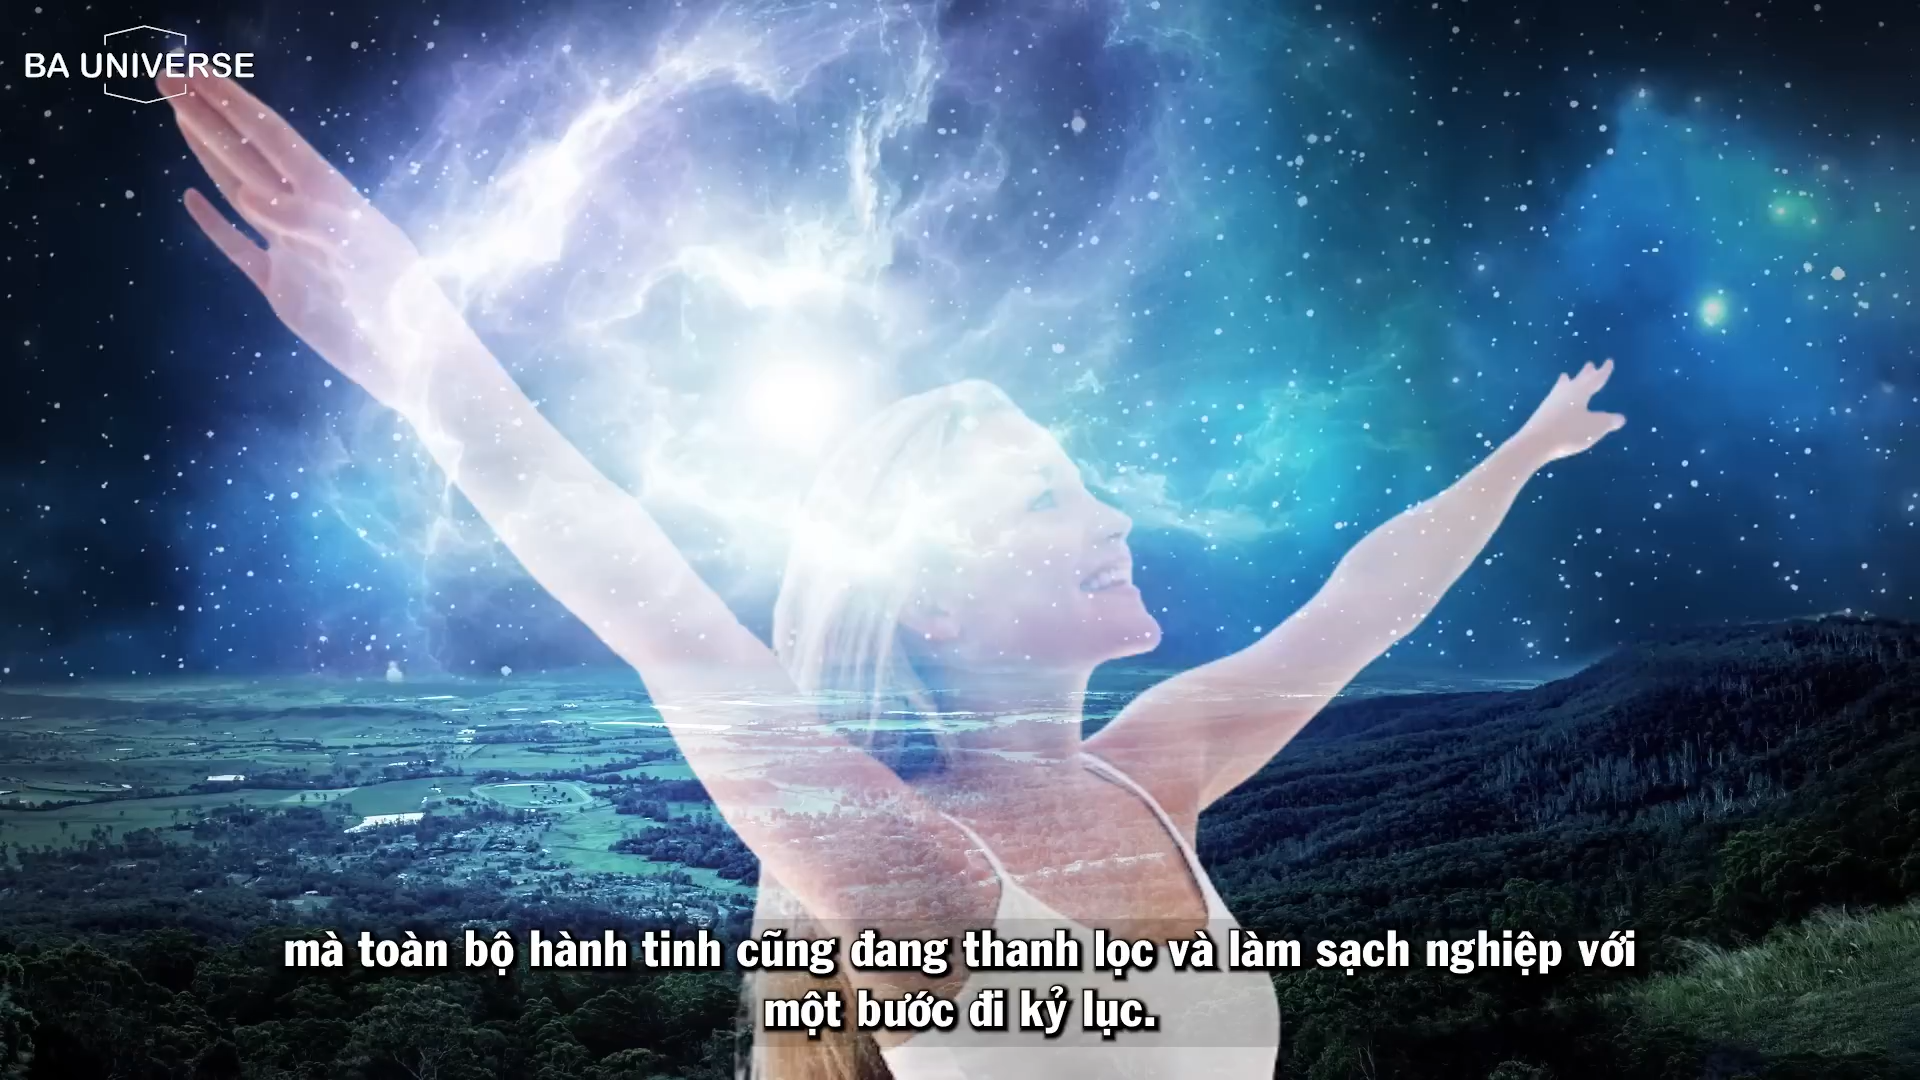 BA UNIVERSE
mà toàn bộ hành tinh cũng đang thanh lọc và làm sạch nghiệp với
một bước đi kỷ lục.